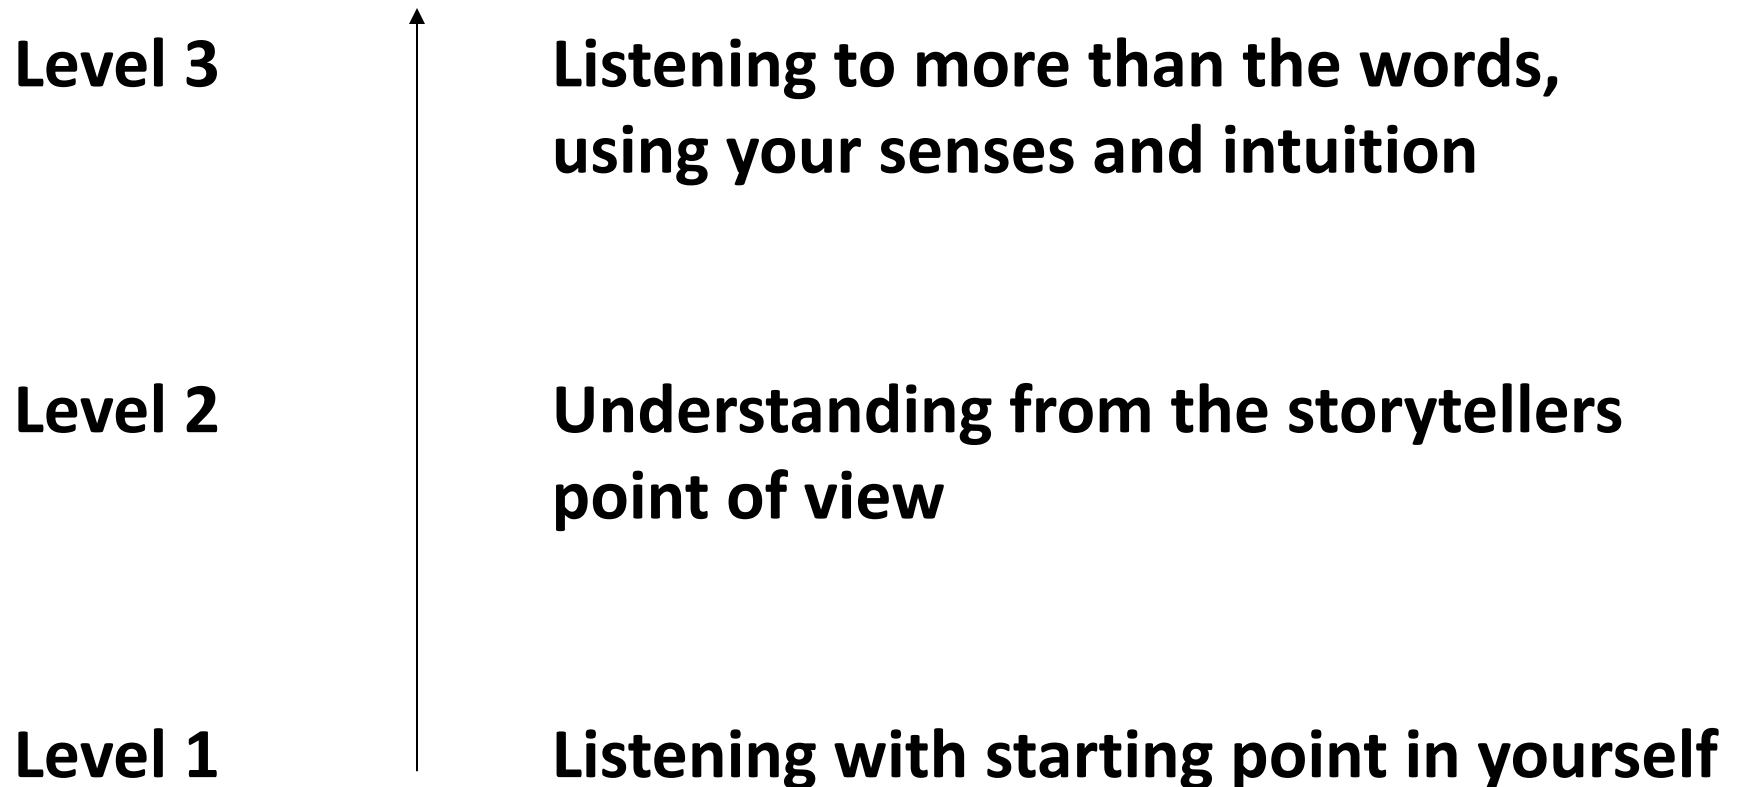 Level 3 Listening to more than the words,
using your senses and intuition
Level 2 Understanding from the storytellers
point of view
Level 1 Listening with starting point in yourself